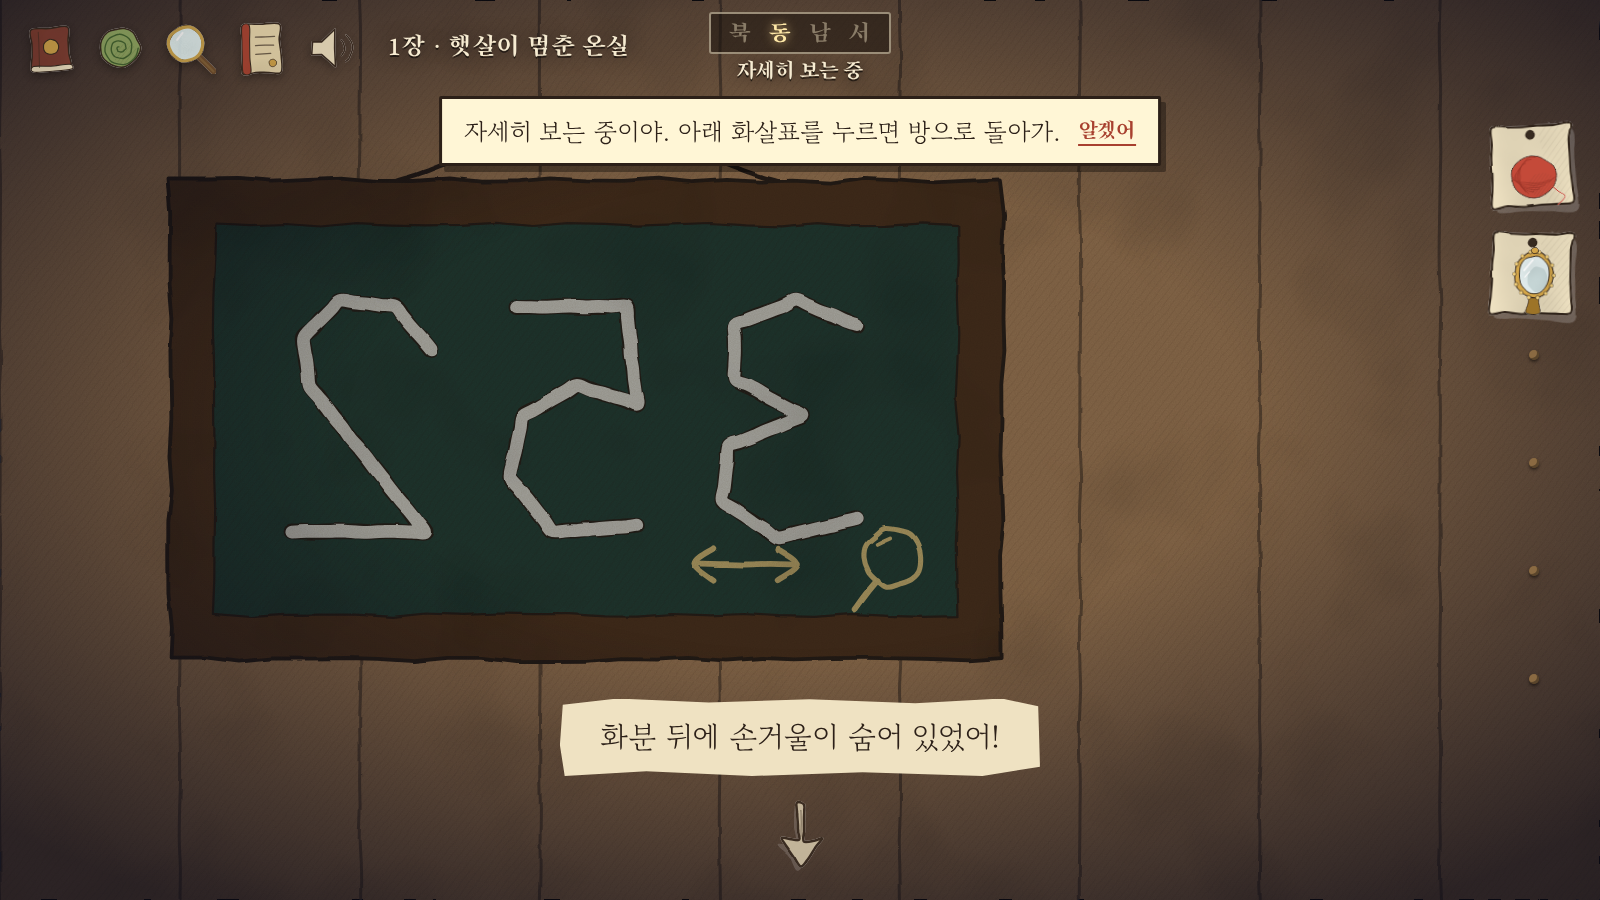 1장 · 햇살이 멈춘 온실
북 동 남 서
자세히 보는 중
자세히 보는 중이야. 아래 화살표를 누르면 방으로 돌아가. 알겠어
253
화분 뒤에 손거울이 숨어 있었어!